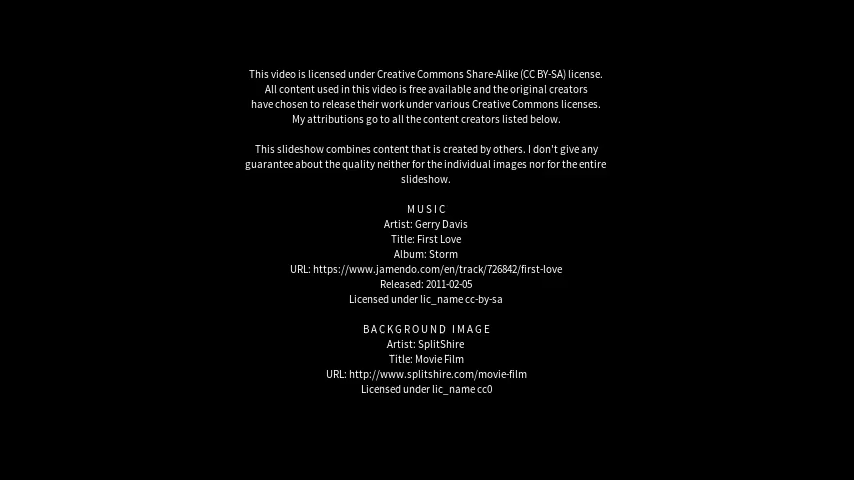 This video is licensed under Creative Commons Share-Alike (CC BY-SA) license.
All content used in this video is free available and the original creators
have chosen to release their work under various Creative Commons licenses.
My attributions go to all the content creators listed below.
This slideshow combines content that is created by others. I don't give any
guarantee about the quality neither for the individual images nor for the entire
slideshow.
MUSIC
Artist: Gerry Davis
Title: First Love
Album: Storm
URL: https://www.jamendo.com/en/track/726842/first-love
Released: 2011-02-05
Licensed under lic_name cc-by-sa
BACKGROUND IMAGE
Artist: SplitShire
Title: Movie Film
URL: http://www.splitshire.com/movie-film
Licensed under lic_name cc0